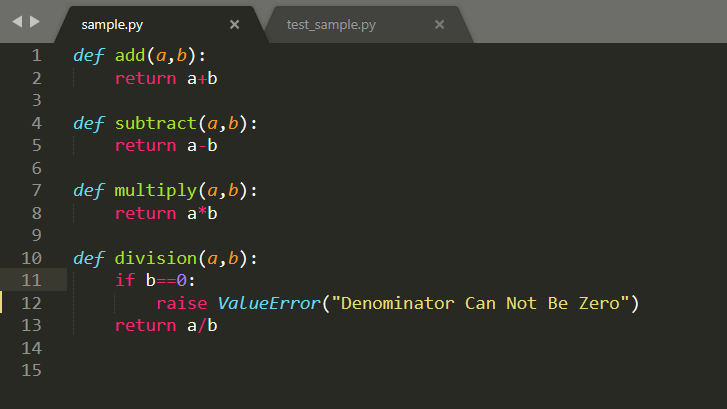 sample.py × test_sample.py ×
1 def add(a,b):
2     return a+b
3
4 def subtract(a,b):
5     return a-b
6
7 def multiply(a,b):
8     return a*b
9
10 def division(a,b):
11     if b==0:
12         raise ValueError("Denominator Can Not Be Zero")
13     return a/b
14
15